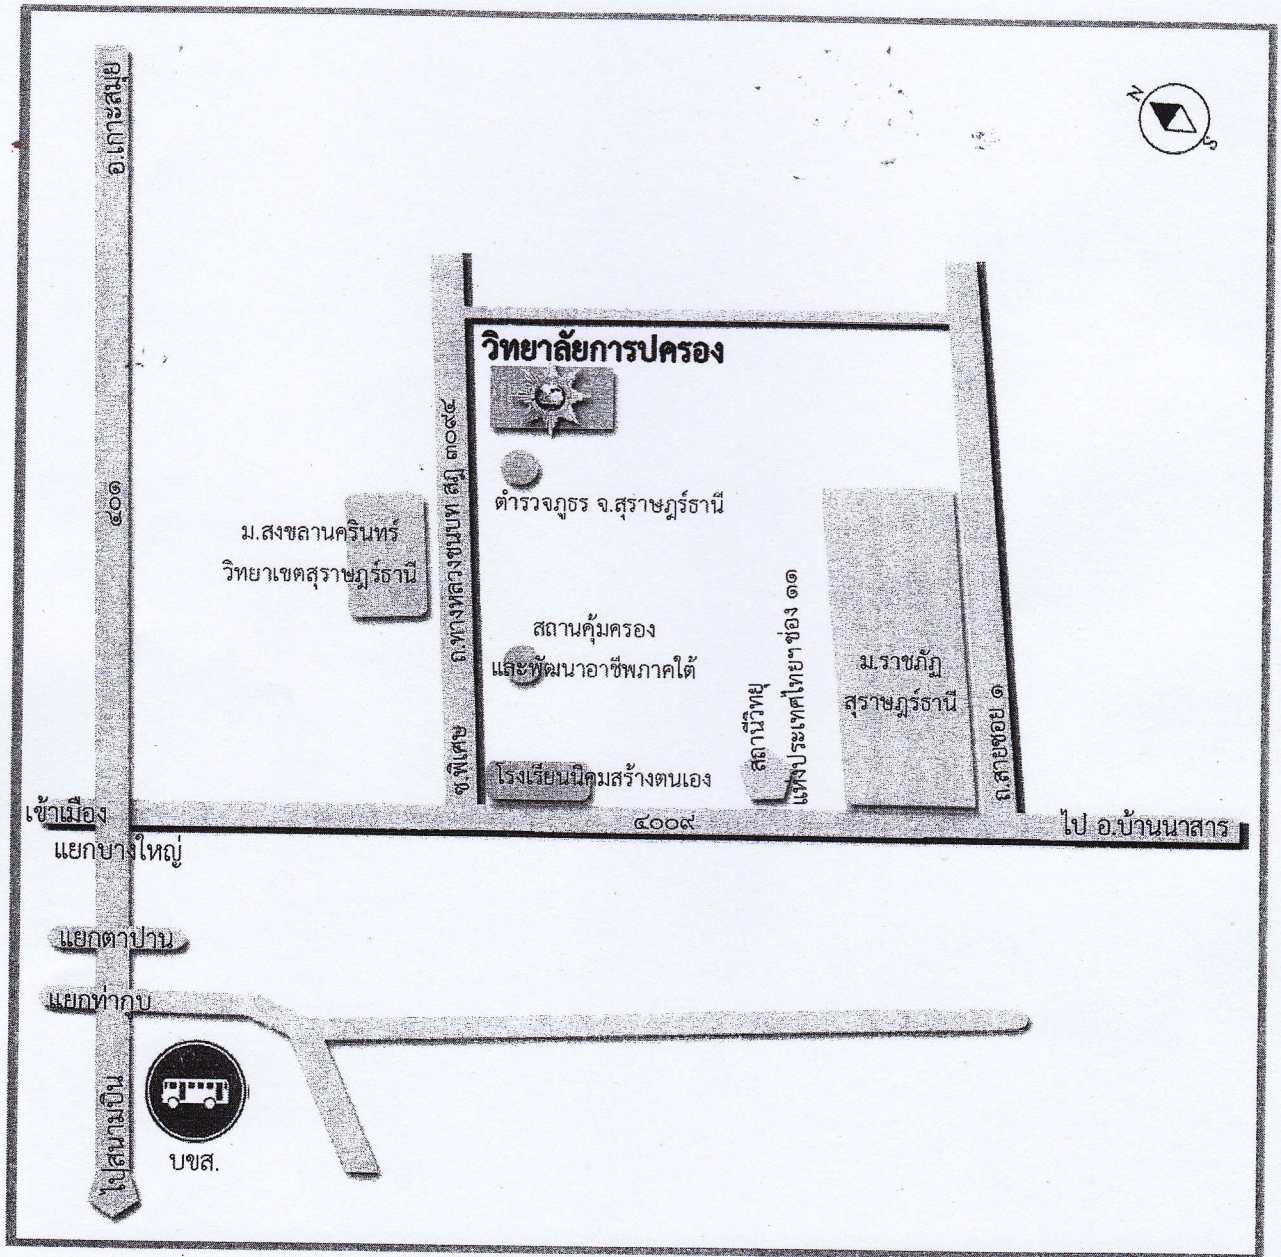 อ.เกาะสมุย
N
S
วิทยาลัยการปครอง
๔๐๑
ถ.ทางหลวงชนบท สฎ ๓๐๙๔
ตำรวจภูธร จ.สุราษฎร์ธานี
ม.สงขลานครินทร์
วิทยาเขตสุราษฎร์ธานี
สถานคุ้มครอง
และพัฒนาอาชีพภาคใต้
สถานีวิทยุ
แห่งประเทศไทยฯ ช่อง ๑๑
ม.ราชภัฏ
สุราษฎร์ธานี
ถ.สายซอย ๑
ซ.พิเศษ
โรงเรียนนิคมสร้างตนเอง
เข้าเมือง
๔๐๐๙
ไป อ.บ้านนาสาร
แยกบางใหญ่
แยกตาปาน
แยกท่ากูบ
ไปสนามบิน
บขส.